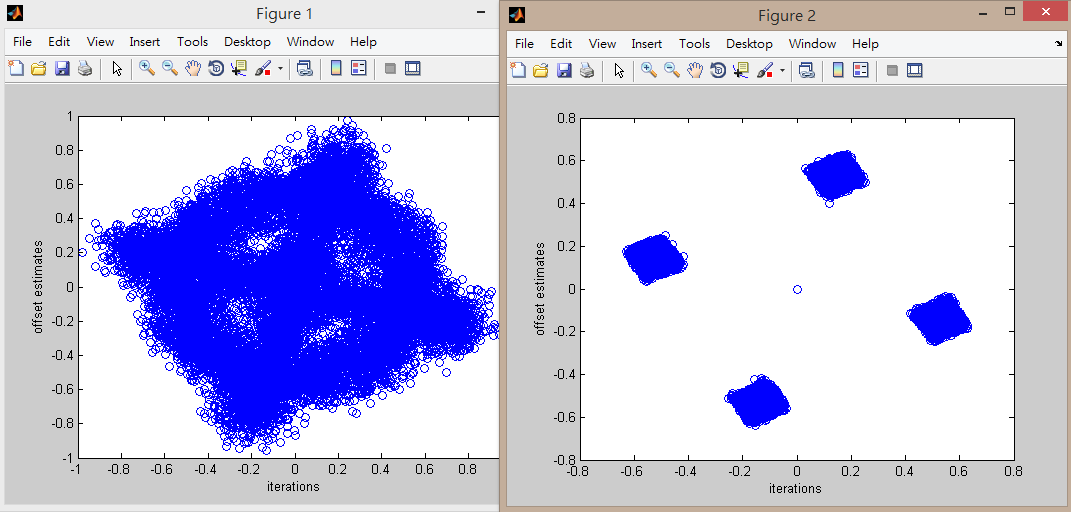 Figure 1
File Edit View Insert Tools Desktop Window Help
1
0.8
0.6
0.4
0.2
0
-0.2
-0.4
-0.6
-0.8
-1
offset estimates
-1 -0.8 -0.6 -0.4 -0.2 0 0.2 0.4 0.6 0.8
iterations
Figure 2
File Edit View Insert Tools Desktop Window Help
0.8
0.6
0.4
0.2
0
-0.2
-0.4
-0.6
-0.8
offset estimates
-0.8 -0.6 -0.4 -0.2 0 0.2 0.4 0.6 0.8
iterations